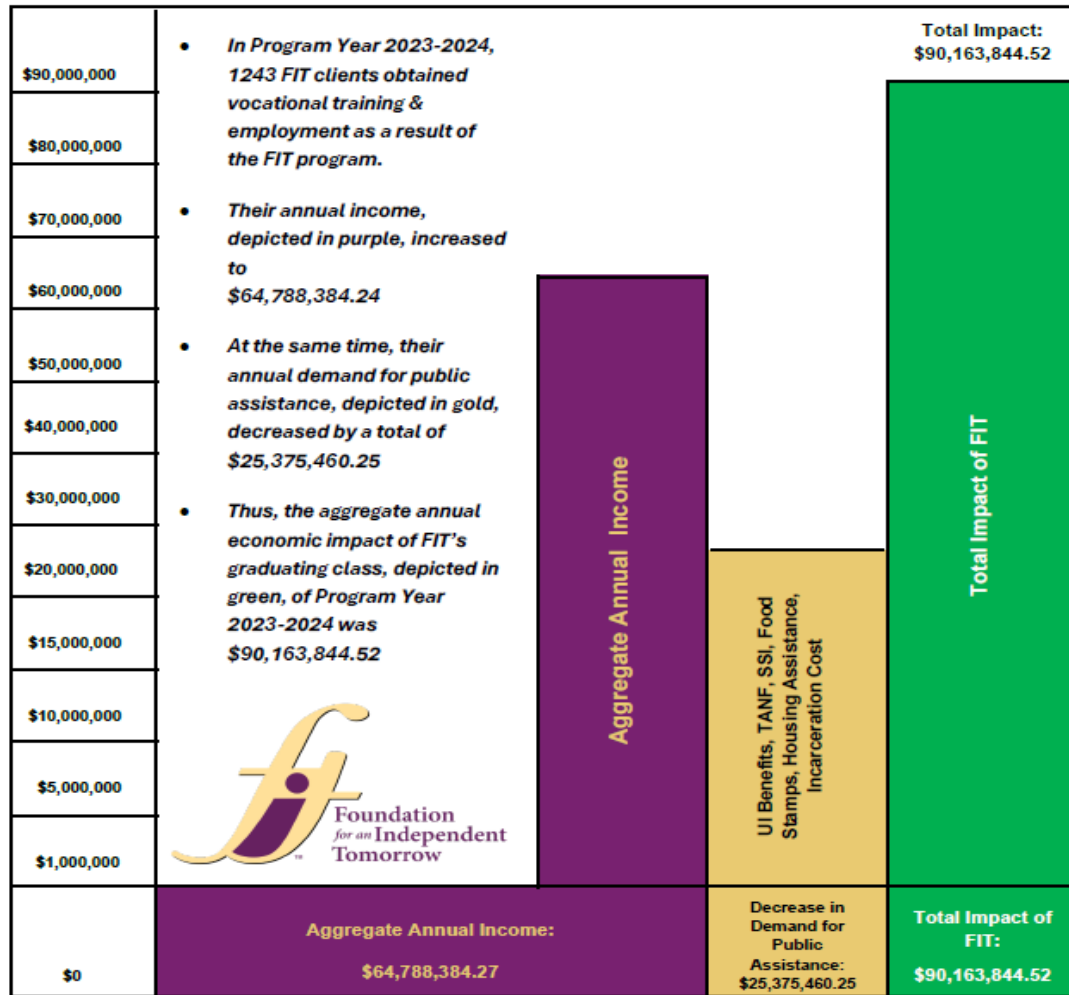 Total Impact:
$90,163,844.52
$90,000,000
$80,000,000
$70,000,000
$60,000,000
$50,000,000
$40,000,000
$30,000,000
$20,000,000
$15,000,000
$10,000,000
$5,000,000
$1,000,000
$0
• In Program Year 2023-2024,
1243 FIT clients obtained
vocational training &
employment as a result of
the FIT program.
• Their annual income,
depicted in purple, increased
to
$64,788,384.24
• At the same time, their
annual demand for public
assistance, depicted in gold,
decreased by a total of
$25,375,460.25
• Thus, the aggregate annual
economic impact of FIT's
graduating class, depicted in
green, of Program Year
2023-2024 was
$90,163,844.52
fi
Foundation
for an Independent
Tomorrow
TM
Aggregate Annual Income
UI Benefits, TANF, SSI, Food
Stamps, Housing Assistance,
Incarceration Cost
Total Impact of FIT
Aggregate Annual Income:
$64,788,384.27
Decrease in
Demand for
Public
Assistance:
$25,375,460.25
Total Impact of
FIT:
$90,163,844.52